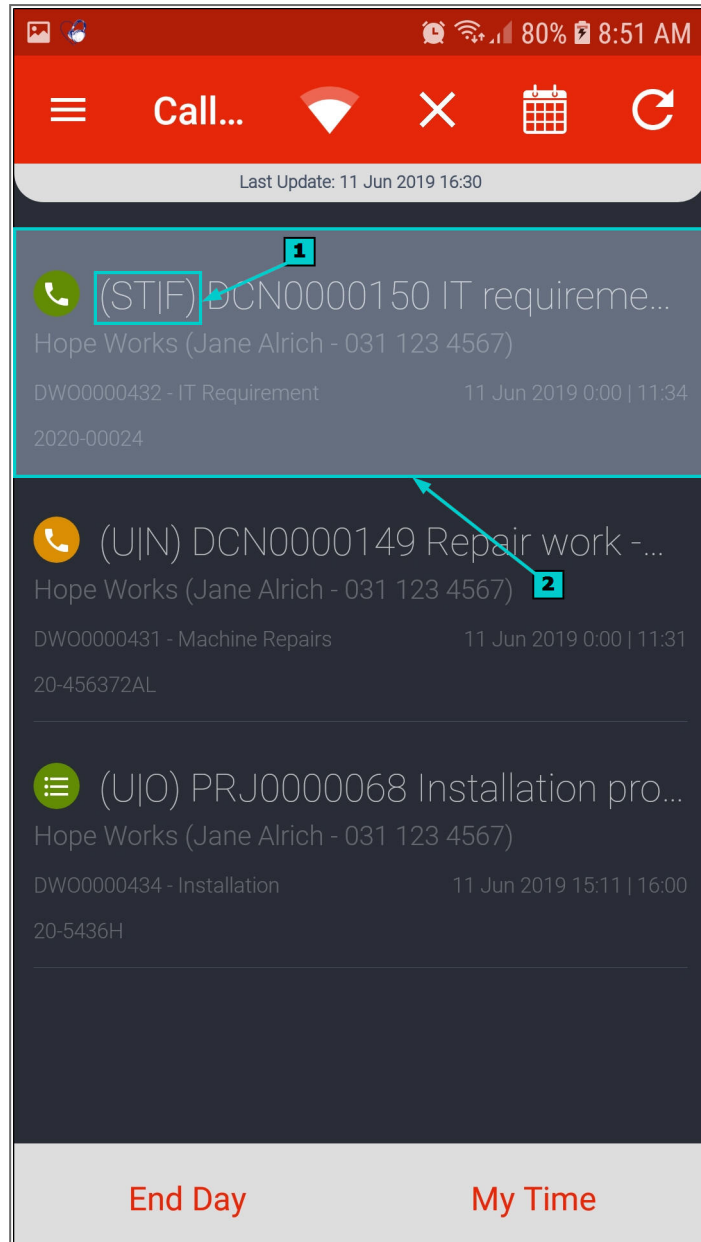 80% 8:51 AM
Call...
Last Update: 11 Jun 2019 16:30
1
(ST|F) DCN0000150 IT requireme...
Hope Works (Jane Alrich - 031 123 4567)
DWO0000432 - IT Requirement 11 Jun 2019 0:00 | 11:34
2020-00024
(U|N) DCN0000149 Repair work -...
Hope Works (Jane Alrich - 031 123 4567)
2
DWO0000431 - Machine Repairs 11 Jun 2019 0:00 | 11:31
20-456372AL
(U|O) PRJ0000068 Installation pro...
Hope Works (Jane Alrich - 031 123 4567)
DWO0000434 - Installation 11 Jun 2019 15:11 | 16:00
20-5436H
End Day My Time